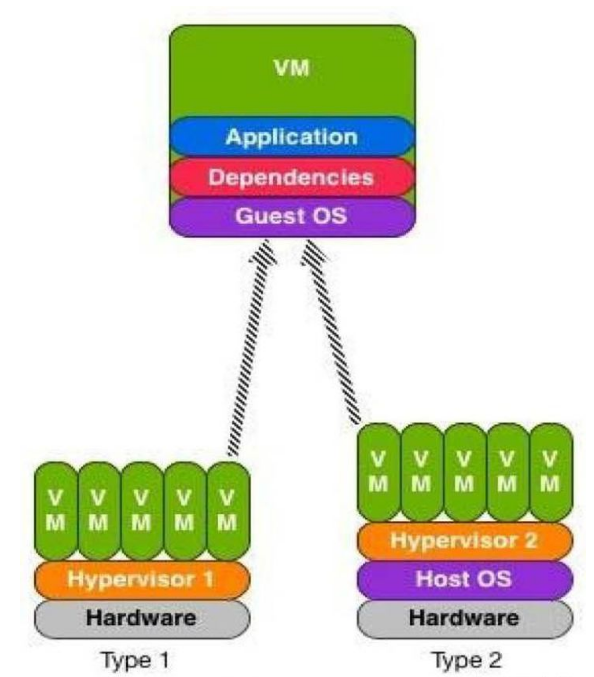 VM
Application
Dependencies
Guest OS
V M
V M
V M
V M
V M
Hypervisor 1
Hardware
Type 1
V M
V M
V M
V M
V M
Hypervisor 2
Host OS
Hardware
Type 2